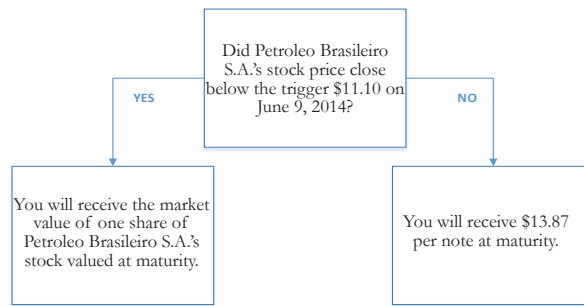 Did Petroleo Brasileiro
S.A.'s stock price close
below the trigger $11.10 on
June 9, 2014?
YES
NO
You will receive the market
value of one share of
Petroleo Brasileiro S.A.'s
stock valued at maturity.
You will receive $13.87
per note at maturity.